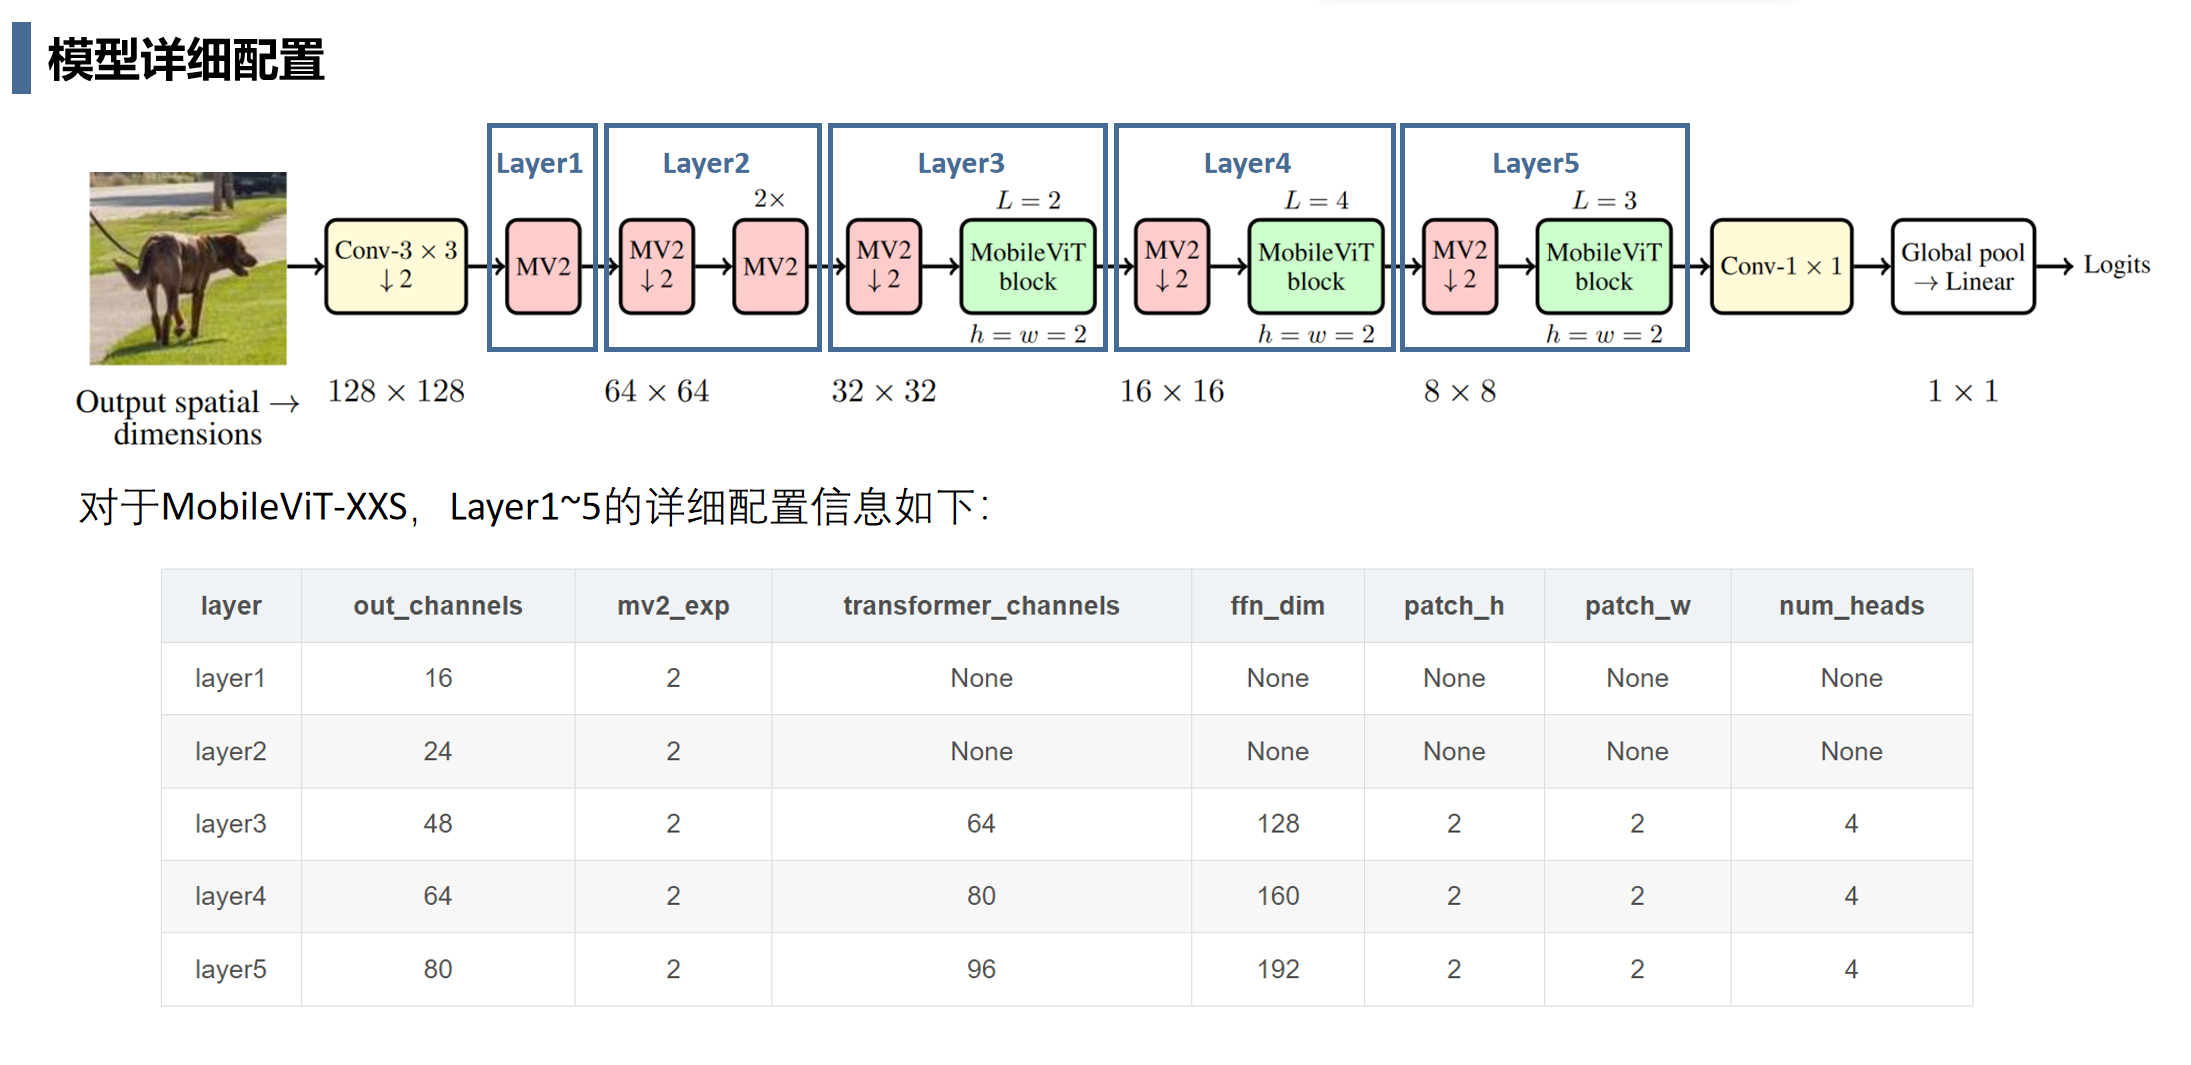 模型详细配置
Layer1 Layer2 Layer3 Layer4 Layer5
2× L = 2 L = 4 L = 3
Conv-3 × 3 ↓2 MV2 MV2 ↓2 MV2 MV2 ↓2 MobileViT block MV2 ↓2 MobileViT block MV2 ↓2 MobileViT block Conv-1 × 1 Global pool → Linear Logits
h = w = 2 h = w = 2 h = w = 2
Output spatial → dimensions 128 × 128 64 × 64 32 × 32 16 × 16 8 × 8 1 × 1
对于MobileViT-XXS，Layer1~5的详细配置信息如下：
layer out_channels mv2_exp transformer_channels ffn_dim patch_h patch_w num_heads
layer1 16 2 None None None None None
layer2 24 2 None None None None None
layer3 48 2 64 128 2 2 4
layer4 64 2 80 160 2 2 4
layer5 80 2 96 192 2 2 4